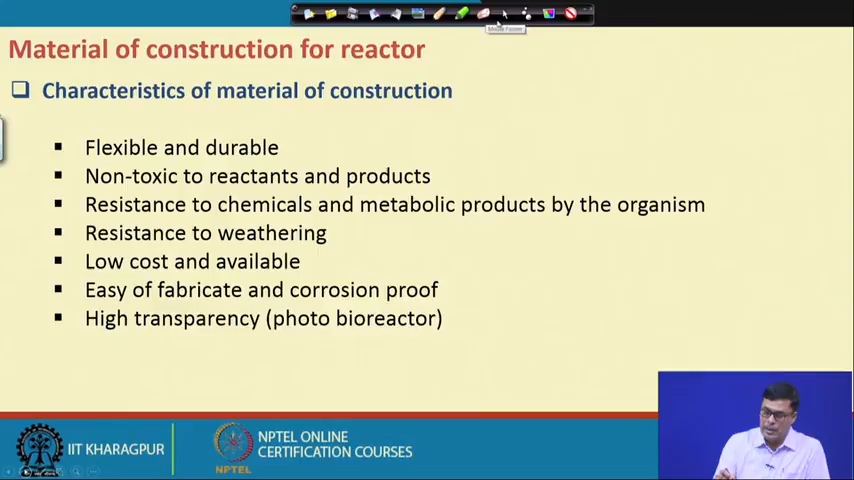 Material of construction for reactor
Characteristics of material of construction
Flexible and durable
Non-toxic to reactants and products
Resistance to chemicals and metabolic products by the organism
Resistance to weathering
Low cost and available
Easy of fabricate and corrosion proof
High transparency (photo bioreactor)
IIT KHARAGPUR
NPTEL
NPTEL ONLINE
CERTIFICATION COURSES